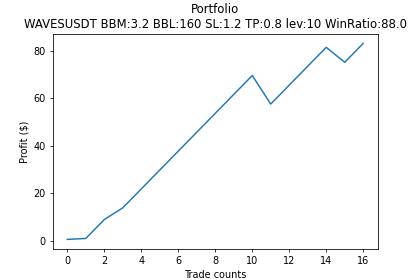 Portfolio
WAVESUSDT BBM:3.2 BBL:160 SL:1.2 TP:0.8 lev:10 WinRatio:88.0
80
60
40
20
0
Profit ($)
0 2 4 6 8 10 12 14 16
Trade counts